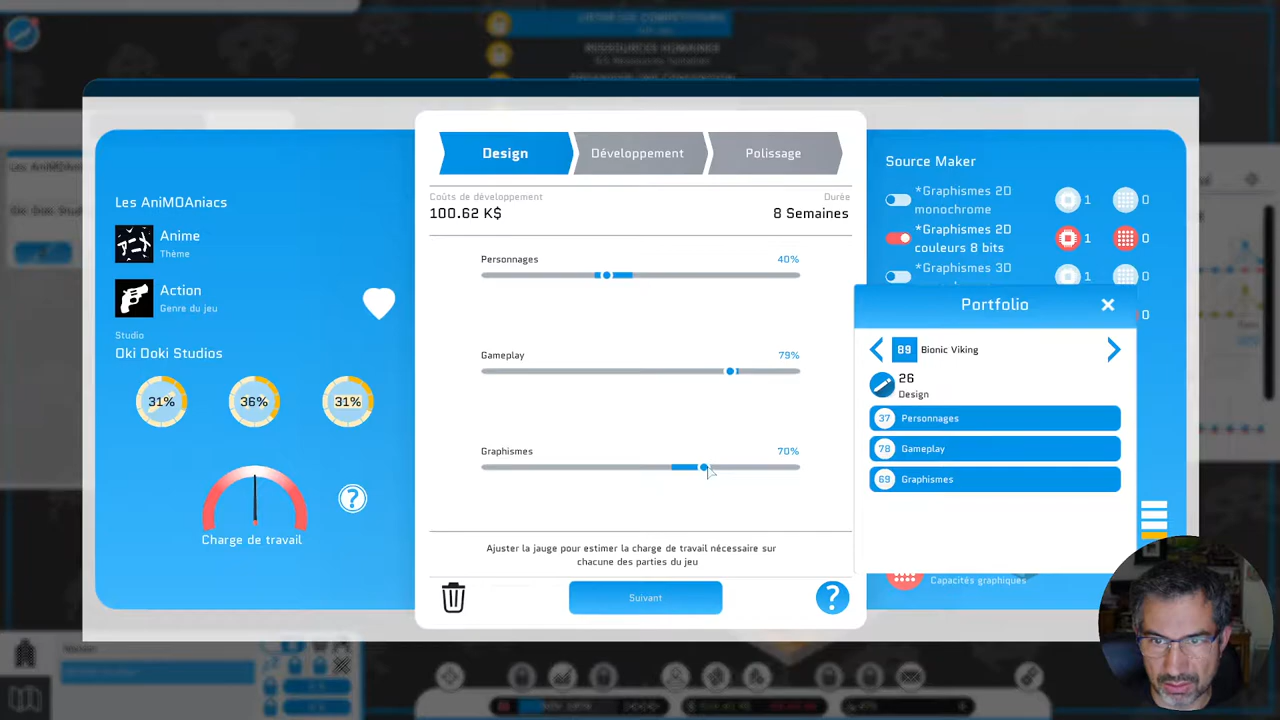 RESSOURCES HUMAINES
Les AniMOAniacs
Anime
Thème
Action
Genre du jeu
Studio
Oki Doki Studios
31%
36%
31%
Charge de travail
Design
Développement
Polissage
Coûts de développement
Durée
100.62 K$
8 Semaines
Personnages
40%
Gameplay
79%
Graphismes
70%
Ajuster la jauge pour estimer la charge de travail nécessaire sur
chacune des parties du jeu
Suivant
?
?
Source Maker
*Graphismes 2D
monochrome
1
0
*Graphismes 2D
couleurs 8 bits
1
0
*Graphismes 3D
1
0
Portfolio
89
Bionic Viking
26
Design
37
Personnages
78
Gameplay
69
Graphismes
Capacités graphiques